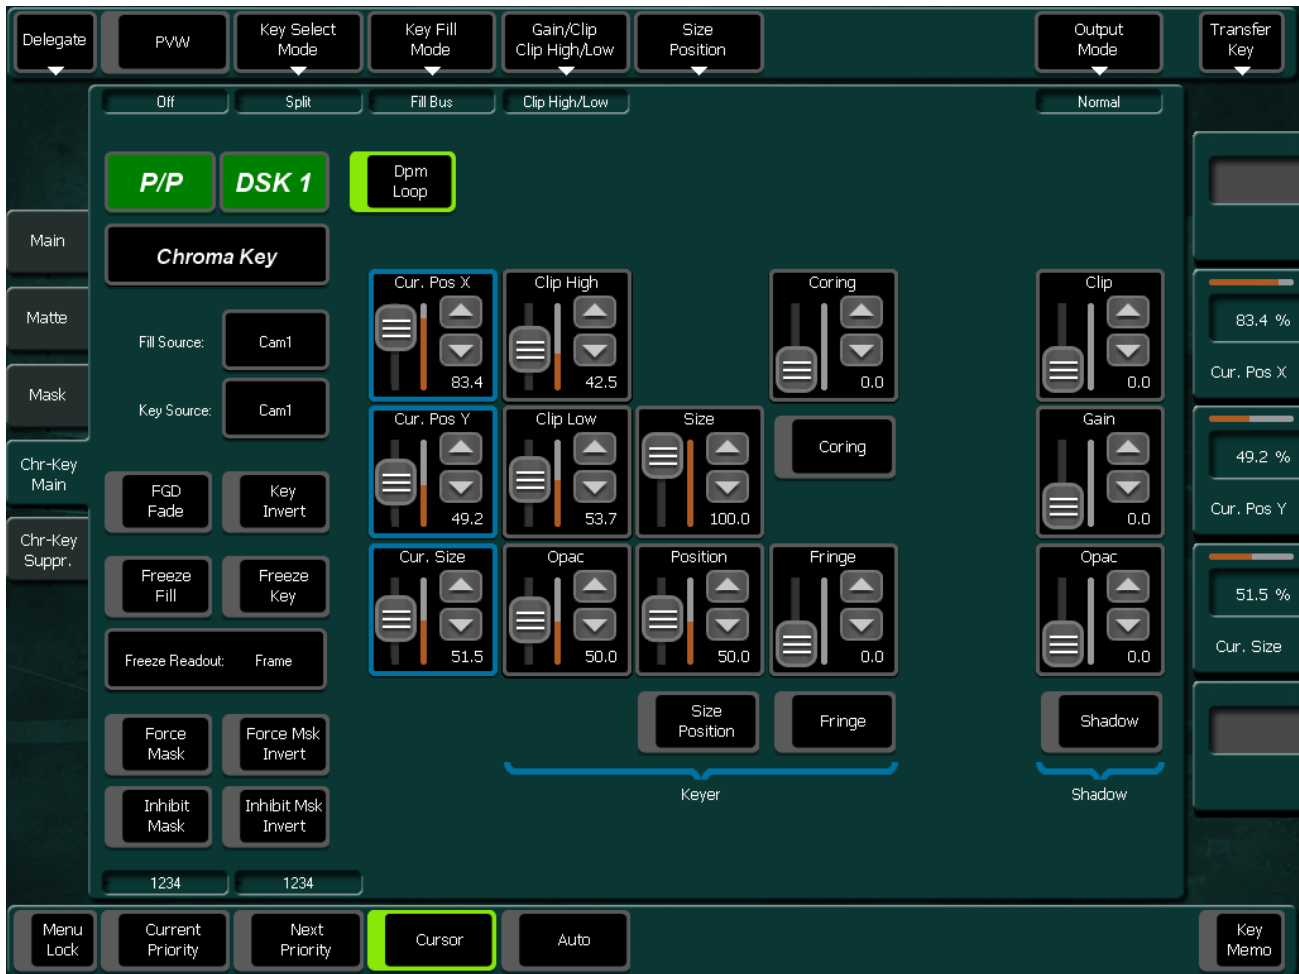 Delegate
PVW
Key Select
Mode
Key Fill
Mode
Gain/Clip
Clip High/Low
Size
Position
Output
Mode
Transfer
Key
Off
Split
Fill Bus
Clip High/Low
Normal
P/P
DSK 1
Dpm
Loop
Main
Matte
Mask
Chr-Key
Main
Chr-Key
Suppr.
Chroma Key
Fill Source:
Cam1
Key Source:
Cam1
FGD
Fade
Key
Invert
Freeze
Fill
Freeze
Key
Freeze Readout:
Frame
Force
Mask
Force Msk
Invert
Inhibit
Mask
Inhibit Msk
Invert
1234
1234
Cur. Pos X
83.4
Clip High
42.5
Coring
0.0
Clip
0.0
Cur. Pos Y
49.2
Clip Low
53.7
Size
100.0
Coring
Gain
0.0
Cur. Size
51.5
Opac
50.0
Position
50.0
Fringe
0.0
Opac
0.0
Size
Position
Fringe
Shadow
Keyer
Shadow
83.4 %
Cur. Pos X
49.2 %
Cur. Pos Y
51.5 %
Cur. Size
Menu
Lock
Current
Priority
Next
Priority
Cursor
Auto
Key
Memo